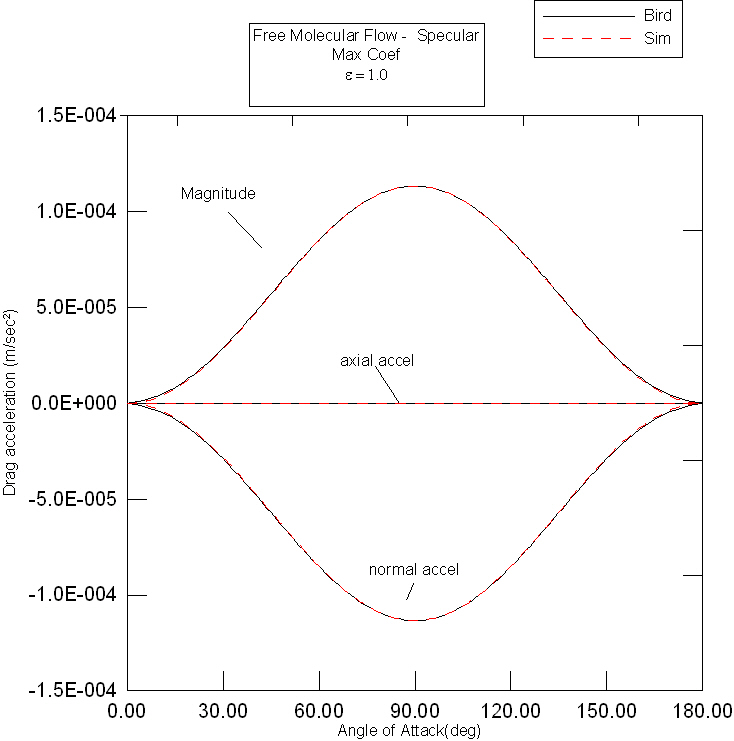 Free Molecular Flow - Specular
Max Coef
ε = 1.0
Bird
Sim
1.5E-004
1.0E-004
5.0E-005
0.0E+000
-5.0E-005
-1.0E-004
-1.5E-004
Drag acceleration (m/sec²)
Magnitude
axial accel
normal accel
0.00 30.00 60.00 90.00 120.00 150.00 180.00
Angle of Attack(deg)